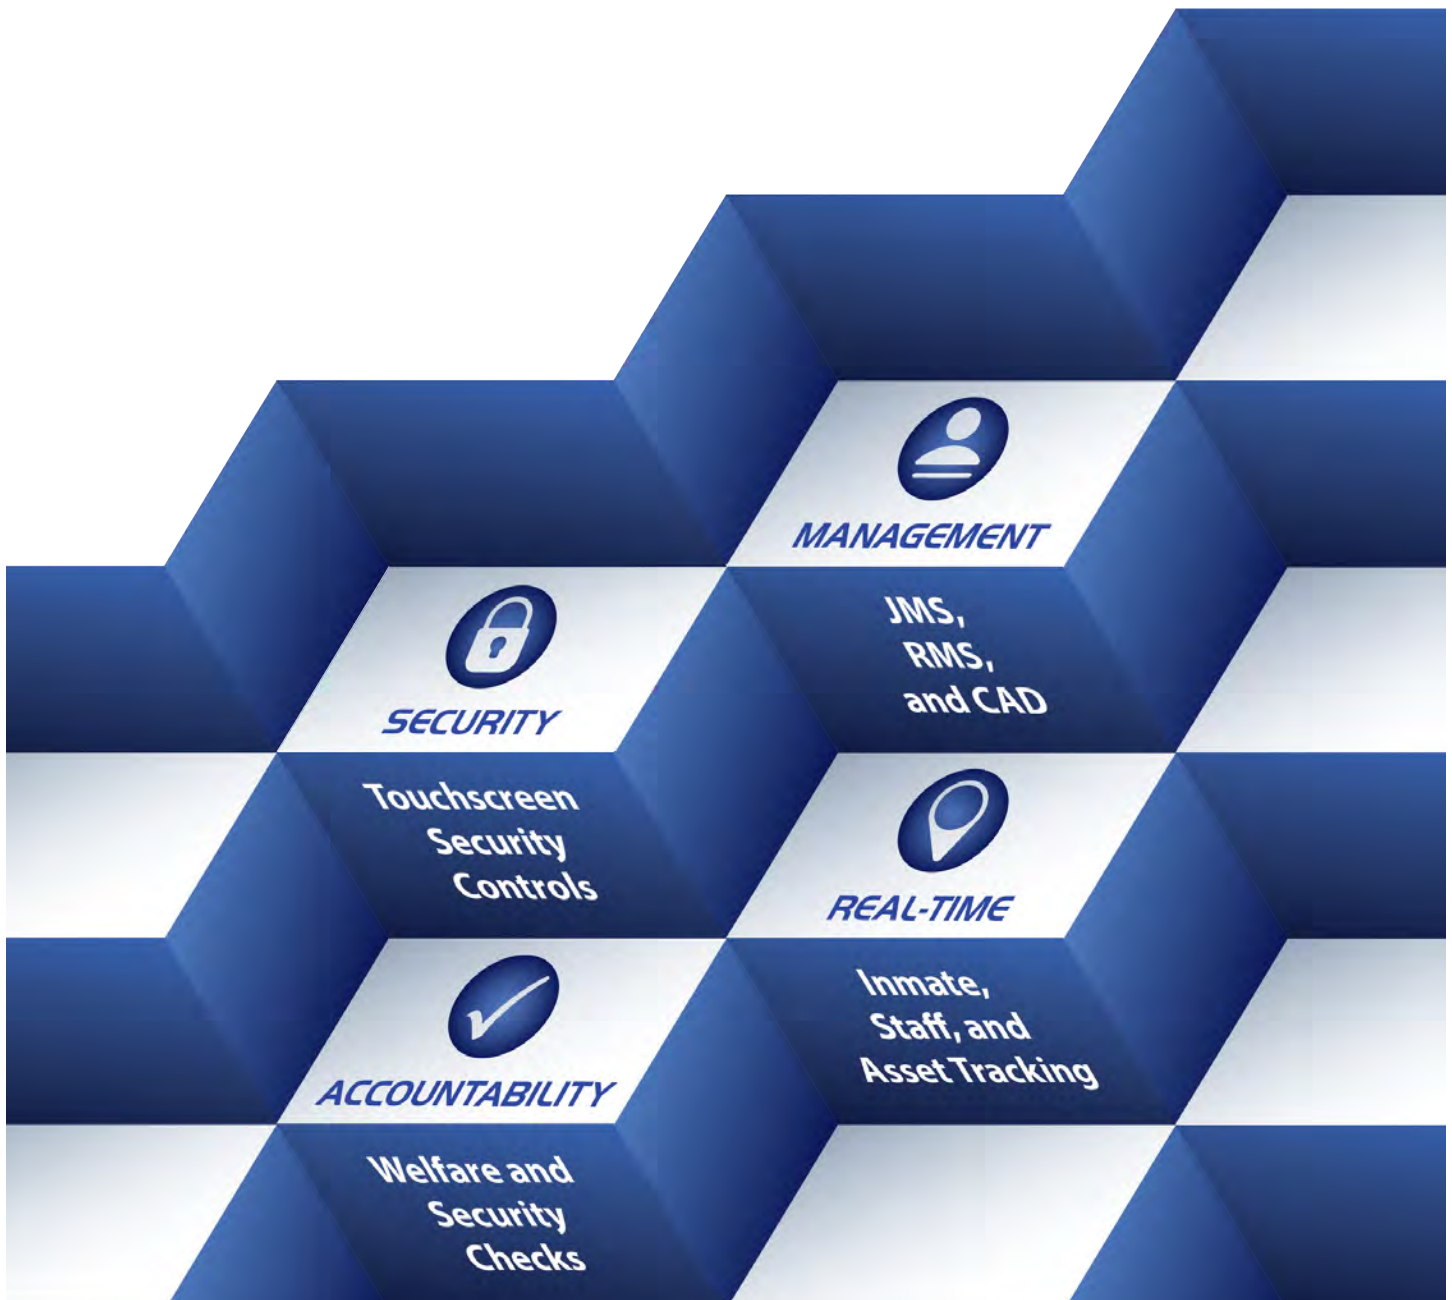 MANAGEMENT
JMS,
RMS,
and CAD
SECURITY
Touchscreen
Security
Controls
REAL-TIME
Inmate,
Staff, and
Asset Tracking
ACCOUNTABILITY
Welfare and
Security
Checks